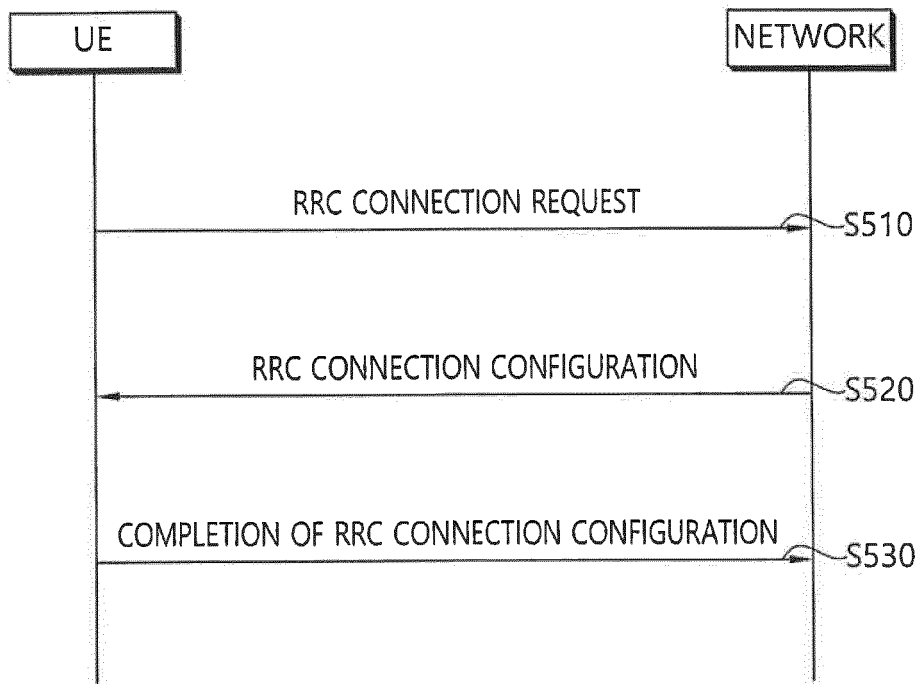 UE
NETWORK
RRC CONNECTION REQUEST
S510
RRC CONNECTION CONFIGURATION
S520
COMPLETION OF RRC CONNECTION CONFIGURATION
S530